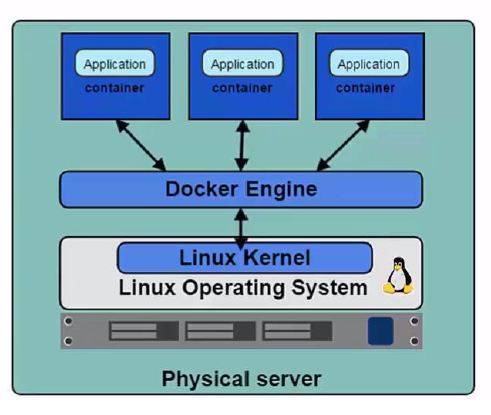 Application
container
Application
container
Application
container
Docker Engine
Linux Kernel
Linux Operating System
Physical server